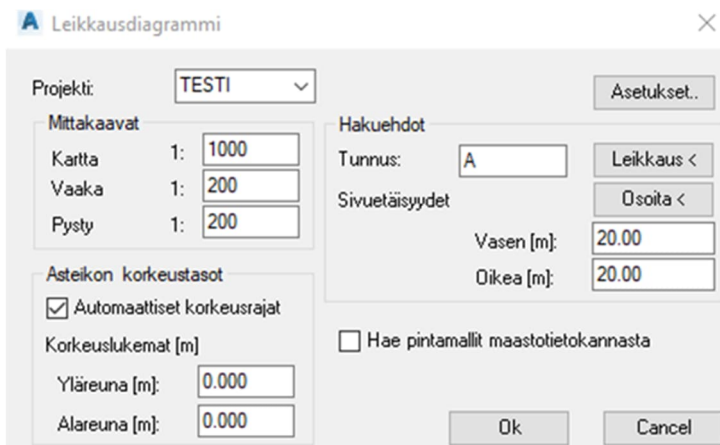 Leikkausdiagrammi
Projekti: TESTI
Asetukset..
Mittakaavat
Kartta 1: 1000
Vaaka 1: 200
Pysty 1: 200
Hakuehdot
Tunnus: A Leikkaus <
Sivuetäisyydet Osoita <
Vasen [m]: 20.00
Oikea [m]: 20.00
Asteikon korkeustasot
Automaattiset korkeusrajat
Korkeuslukemat [m]
Yläreuna [m]: 0.000
Alareuna [m]: 0.000
Hae pintamallit maastotietokannasta
Ok Cancel